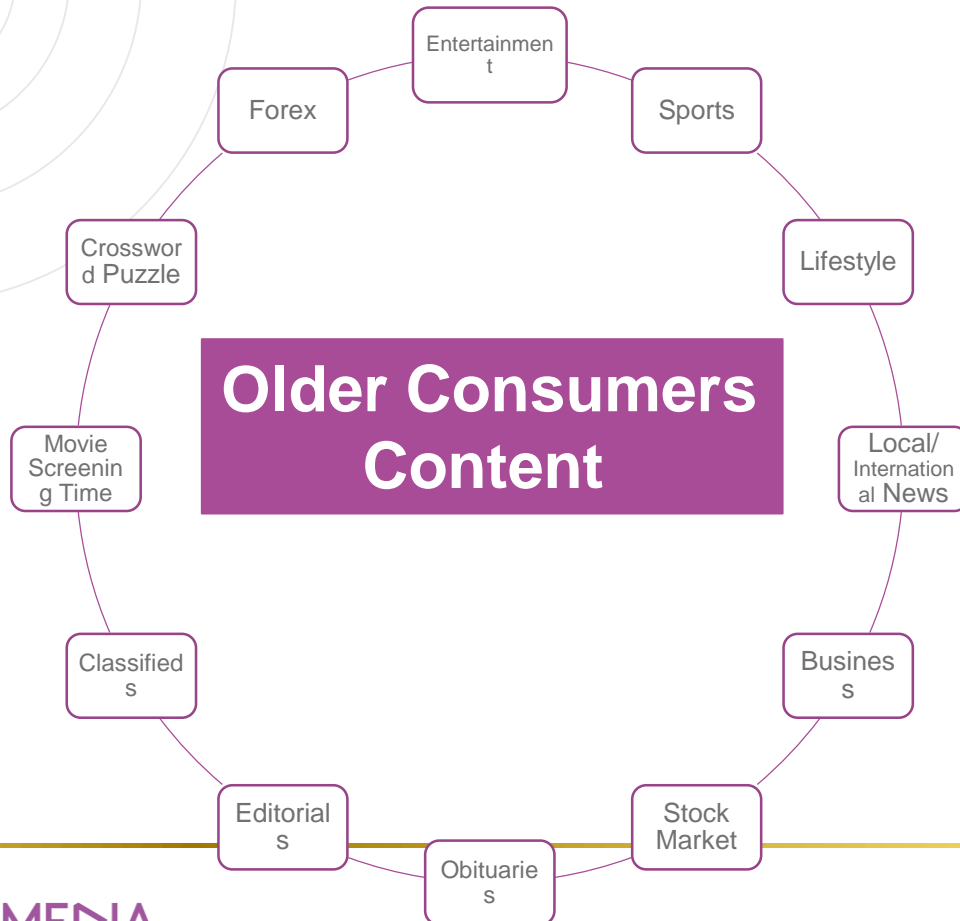 Entertainmen
t
Sports
Lifestyle
Local/
Internation
al News
Busines
s
Stock
Market
Obituarie
s
Editorial
s
Classified
s
Movie
Screenin
g Time
Crosswor
d Puzzle
Forex
Older Consumers
Content